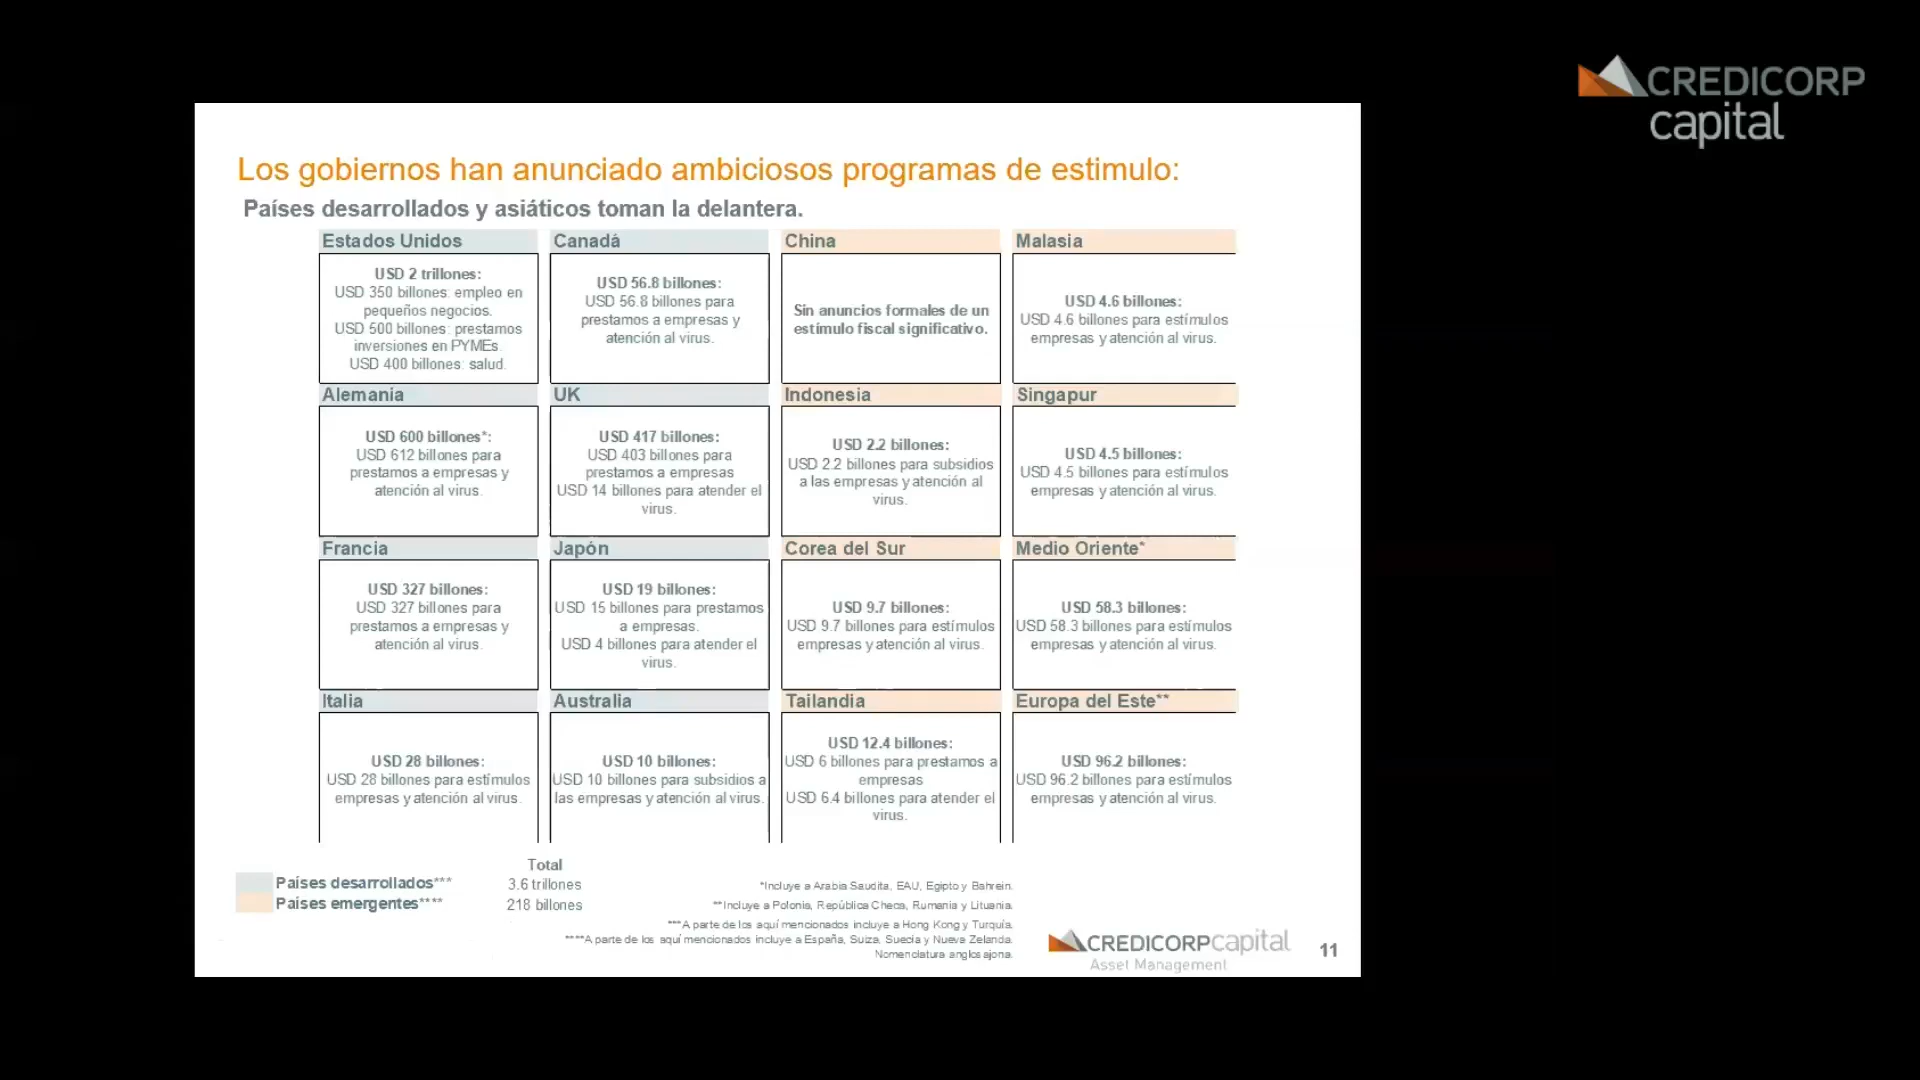 CREDICORP
capital
Los gobiernos han anunciado ambiciosos programas de estimulo:
Países desarrollados y asiáticos toman la delantera.
Estados Unidos
USD 2 trillones:
USD 350 billones: empleo en
pequeños negocios.
USD 500 billones: prestamos
inversiones en PYMEs.
USD 400 billones: salud.
Canadá
USD 56.8 billones:
USD 56.8 billones para
prestamos a empresas y
atención al virus.
China
Sin anuncios formales de un
estímulo fiscal significativo.
Malasia
USD 4.6 billones:
USD 4.6 billones para estímulos
empresas y atención al virus.
Alemania
USD 600 billones*:
USD 612 billones para
prestamos a empresas y
atención al virus.
UK
USD 417 billones:
USD 403 billones para
prestamos a empresas
USD 14 billones para atender el
virus.
Indonesia
USD 2.2 billones:
USD 2.2 billones para subsidios
a las empresas y atención al
virus.
Singapur
USD 4.5 billones:
USD 4.5 billones para estímulos
empresas y atención al virus.
Francia
USD 327 billones:
USD 327 billones para
prestamos a empresas y
atención al virus.
Japón
USD 19 billones:
USD 15 billones para prestamos
a empresas.
USD 4 billones para atender el
virus.
Corea del Sur
USD 9.7 billones:
USD 9.7 billones para estímulos
empresas y atención al virus.
Medio Oriente*
USD 58.3 billones:
USD 58.3 billones para estímulos
empresas y atención al virus.
Italia
USD 28 billones:
USD 28 billones para estímulos
empresas y atención al virus.
Australia
USD 10 billones:
USD 10 billones para subsidios a
las empresas y atención al virus.
Tailandia
USD 12.4 billones:
USD 6 billones para prestamos a
empresas
USD 6.4 billones para atender el
virus.
Europa del Este**
USD 96.2 billones:
USD 96.2 billones para estímulos
empresas y atención al virus.
Total
Países desarrollados*** 3.6 trillones
Países emergentes**** 218 billones
*Incluye a Arabia Saudita, EAU, Egipto y Bahrein.
**Incluye a Polonia, República Checa, Rumania y Lituania.
***A parte de los aquí mencionados incluye a Hong Kong y Turquía.
****A parte de los aquí mencionados incluye a España, Suiza, Suecia y Nueva Zelanda.
Nomenclatura anglosajona.
CREDICORPcapital
Asset Management
11